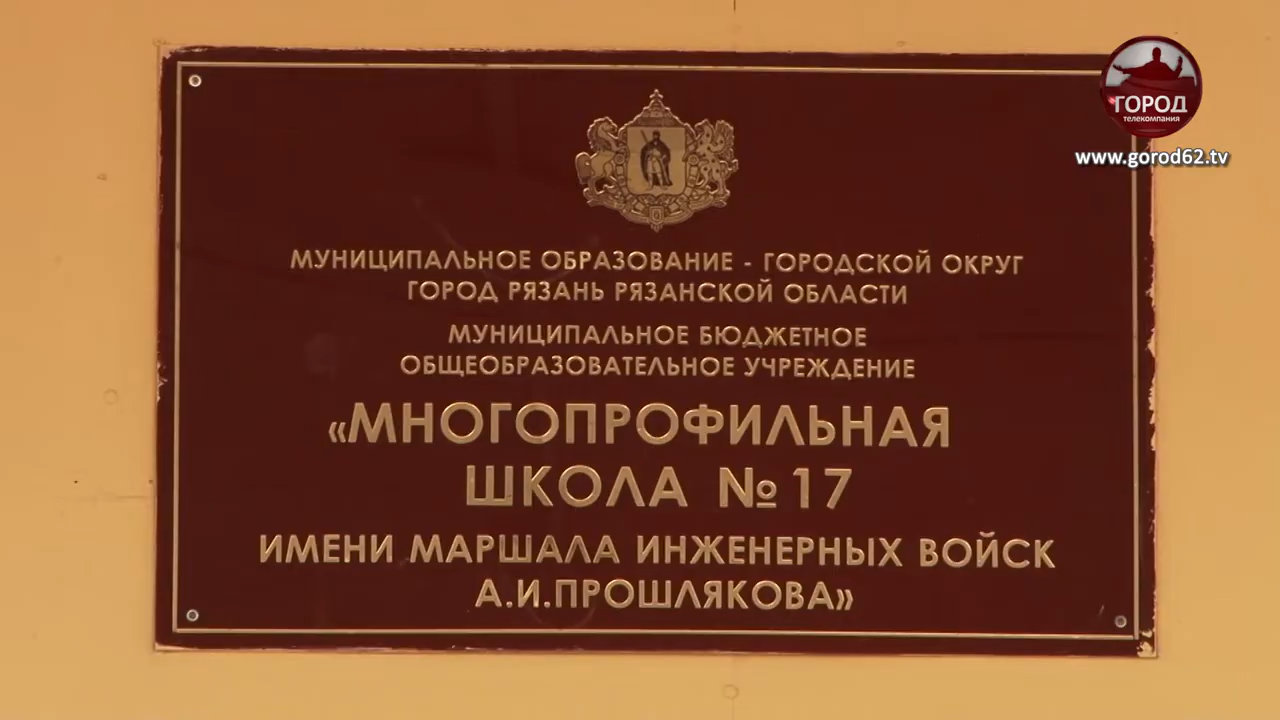 ГОРОД
телекомпания
www.gorod62.tv
МУНИЦИПАЛЬНОЕ ОБРАЗОВАНИЕ - ГОРОДСКОЙ ОКРУГ
ГОРОД РЯЗАНЬ РЯЗАНСКОЙ ОБЛАСТИ
МУНИЦИПАЛЬНОЕ БЮДЖЕТНОЕ
ОБЩЕОБРАЗОВАТЕЛЬНОЕ УЧРЕЖДЕНИЕ
«МНОГОПРОФИЛЬНАЯ
ШКОЛА №17
ИМЕНИ МАРШАЛА ИНЖЕНЕРНЫХ ВОЙСК
А.И.ПРОШЛЯКОВА»